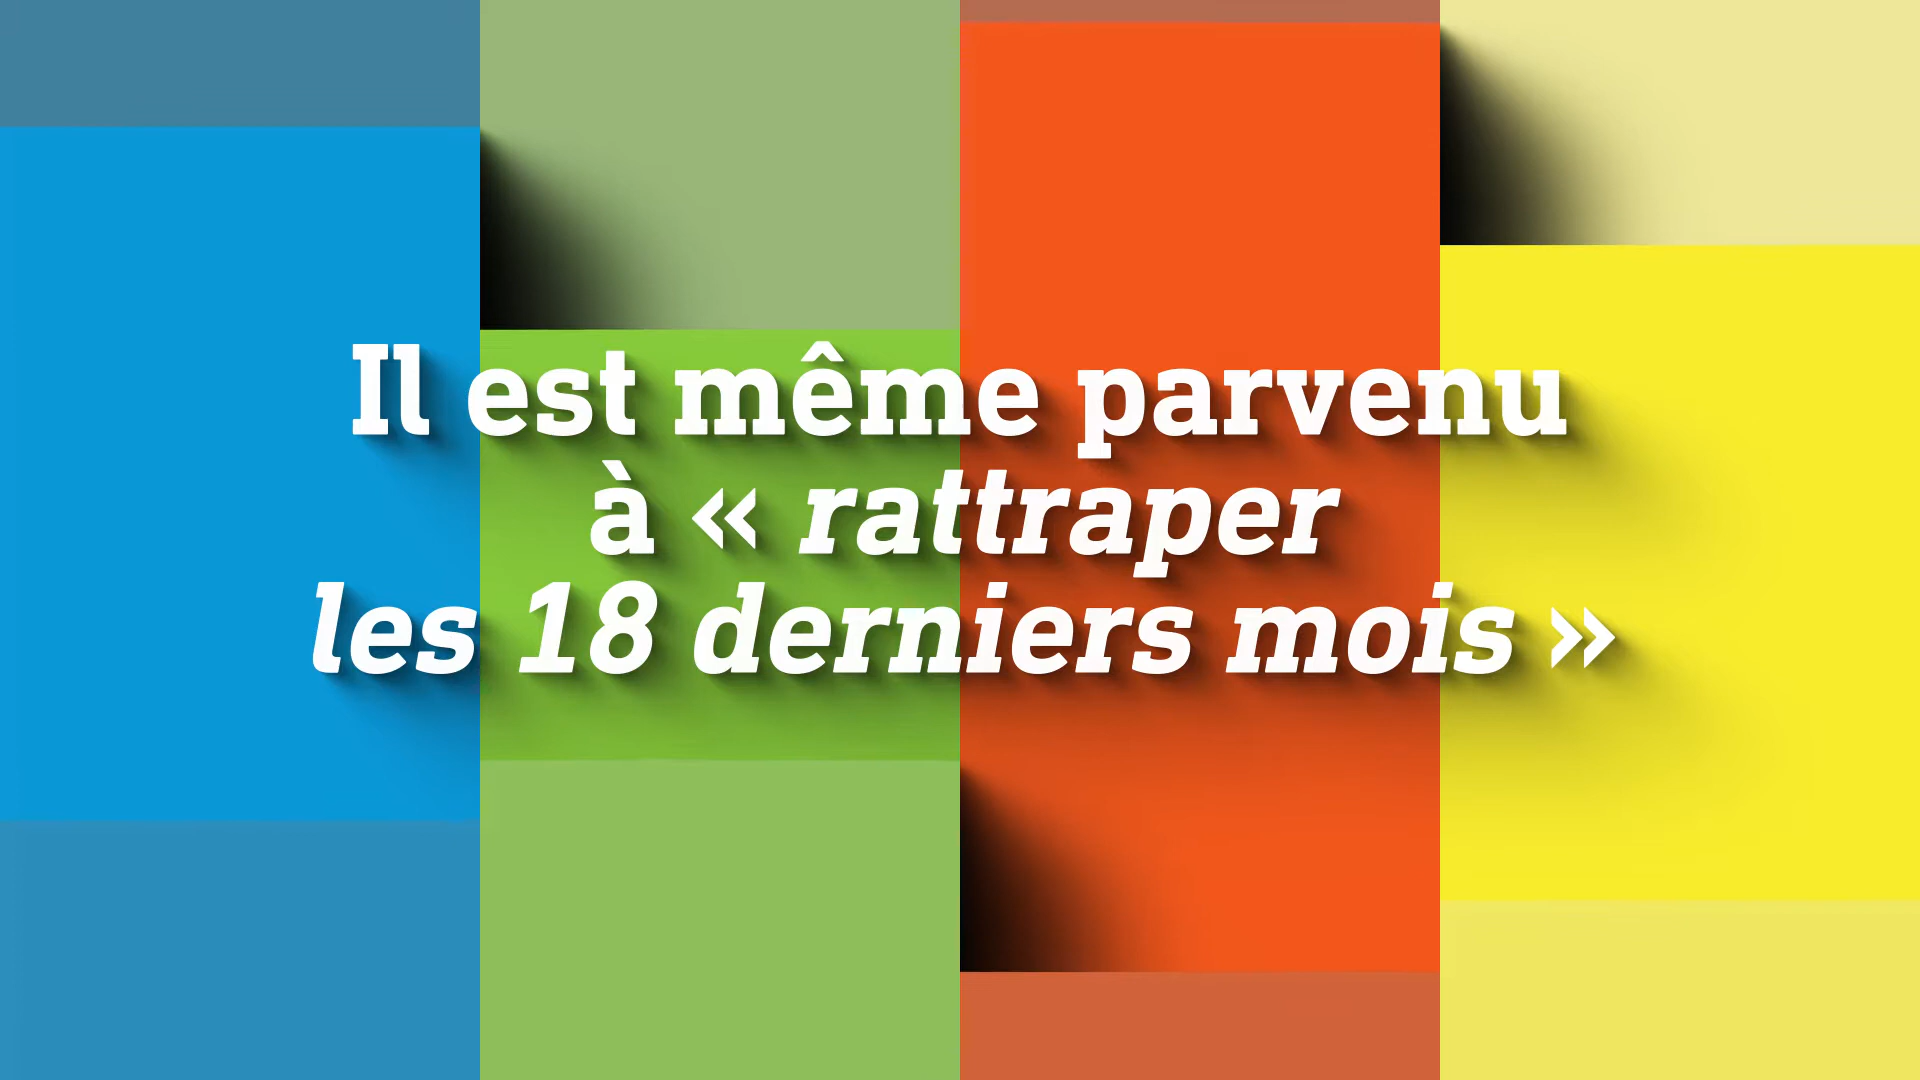 Il est même parvenu
à « rattraper
les 18 derniers mois »